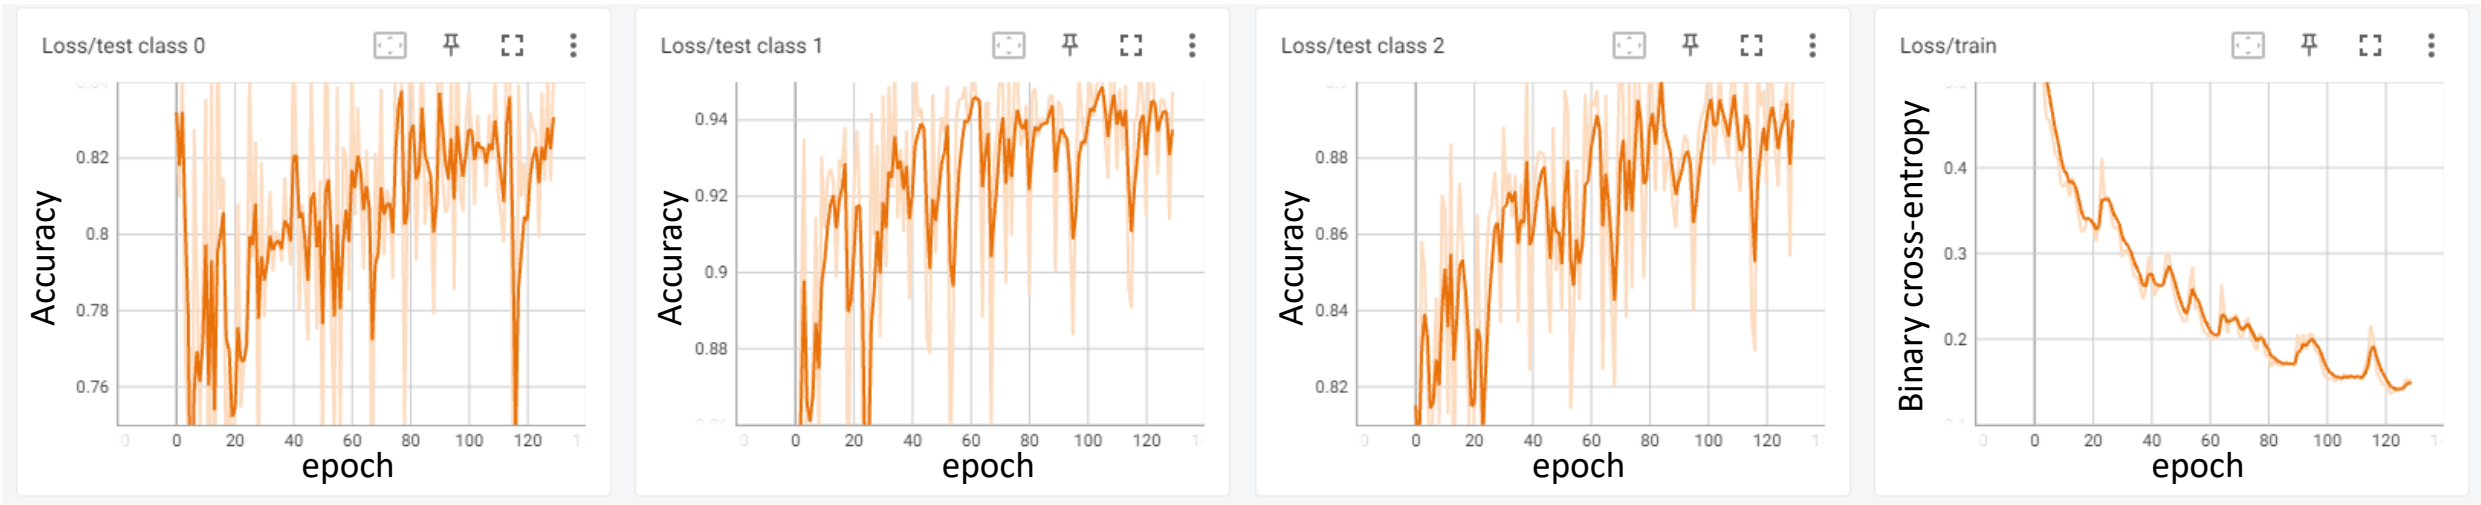 Loss/test class 0
0.84
0.82
0.8
0.78
0.76
Accuracy
0 20 40 60 80 100 120
epoch
Loss/test class 1
0.94
0.92
0.9
0.88
Accuracy
0 20 40 60 80 100 120
epoch
Loss/test class 2
0.88
0.86
0.84
0.82
Accuracy
0 20 40 60 80 100 120
epoch
Loss/train
0.4
0.3
0.2
Binary cross-entropy
0 20 40 60 80 100 120
epoch